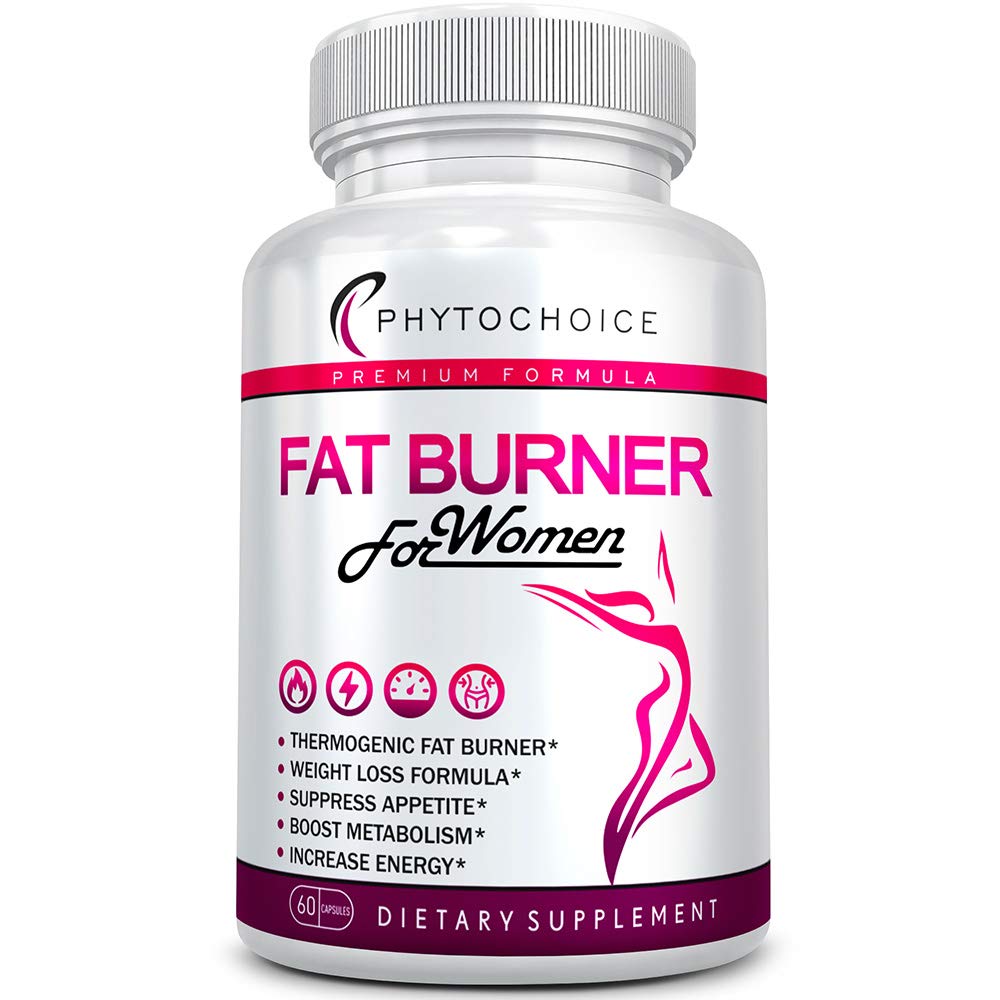 PHYTOCHOICE
PREMIUM FORMULA
FAT BURNER
For Women
• THERMOGENIC FAT BURNER*
• WEIGHT LOSS FORMULA*
• SUPPRESS APPETITE*
• BOOST METABOLISM*
• INCREASE ENERGY*
60 CAPSULES DIETARY SUPPLEMENT